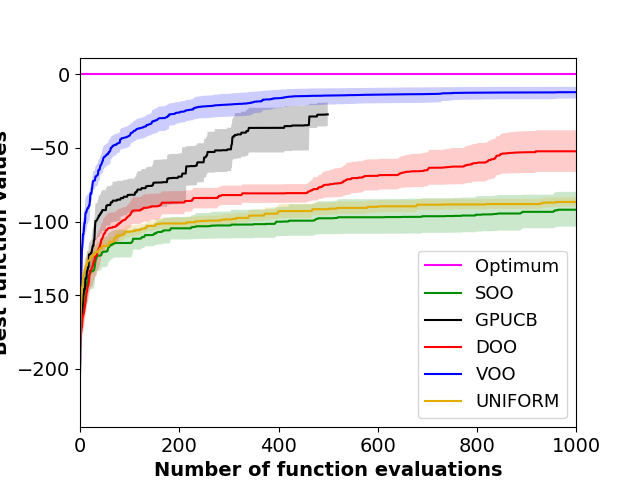 0
−50
−100
−150
−200
function values
Optimum
SOO
GPUCB
DOO
VOO
UNIFORM
0 200 400 600 800 1000
Number of function evaluations